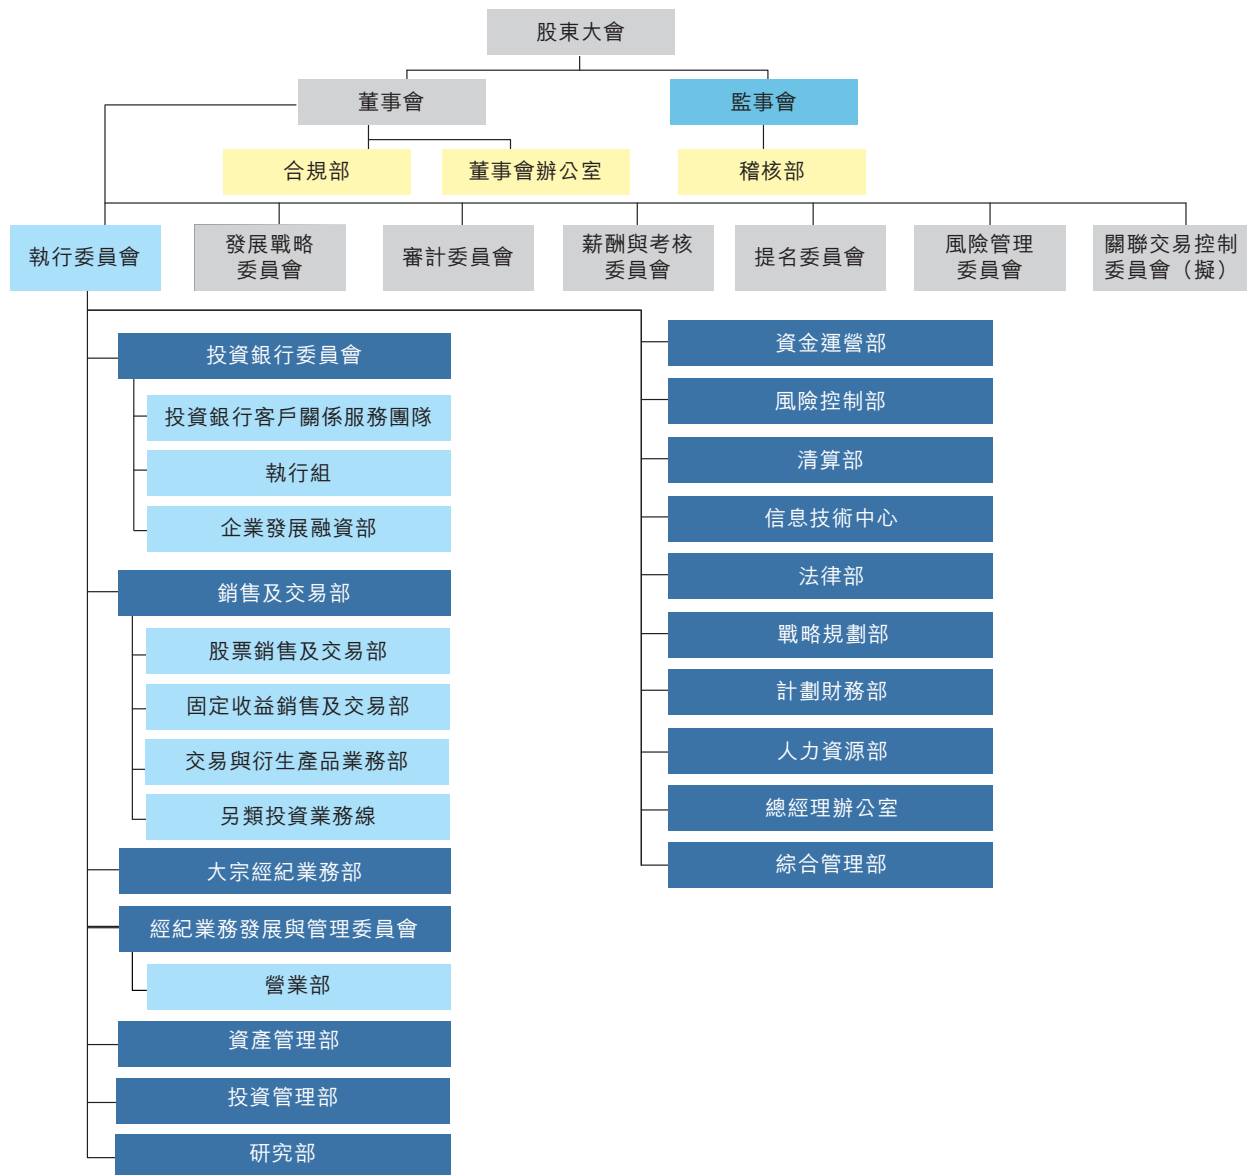 股東大會
董事會
監事會
合規部
董事會辦公室
稽核部
執行委員會
發展戰略
委員會
審計委員會
薪酬與考核
委員會
提名委員會
風險管理
委員會
關聯交易控制
委員會（擬）
投資銀行委員會
投資銀行客戶關係服務團隊
執行組
企業發展融資部
銷售及交易部
股票銷售及交易部
固定收益銷售及交易部
交易與衍生產品業務部
另類投資業務線
大宗經紀業務部
經紀業務發展與管理委員會
營業部
資產管理部
投資管理部
研究部
資金運營部
風險控制部
清算部
信息技術中心
法律部
戰略規劃部
計劃財務部
人力資源部
總經理辦公室
綜合管理部